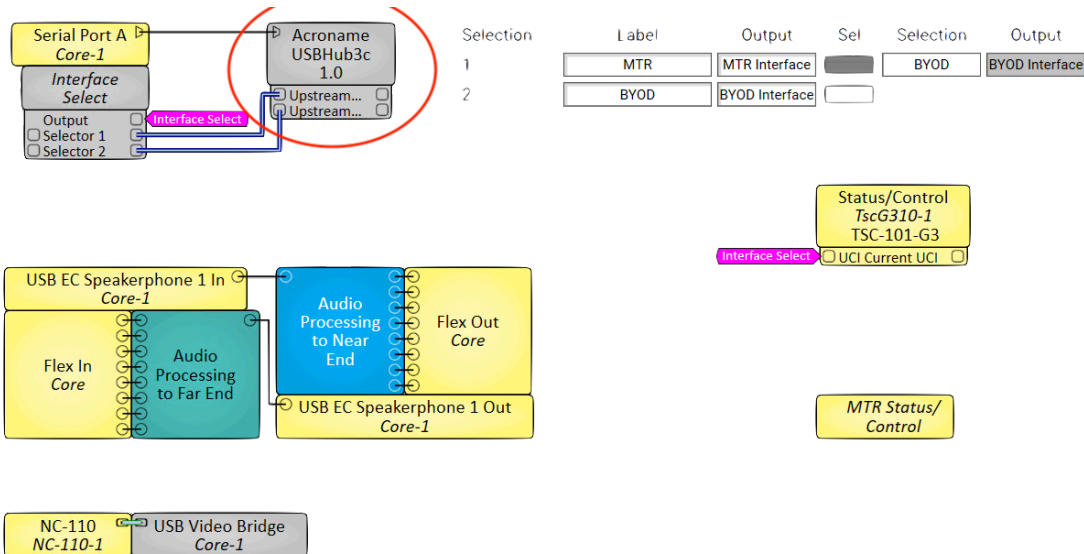 Serial Port A
Core-1
Interface
Select
Output
Selector 1
Selector 2
Interface Select
Acroname
USBHub3c
1.0
Upstream...
Upstream...
Selection Label Output Sel Selection Output
1 MTR MTR Interface BYOD BYOD Interface
2 BYOD BYOD Interface
Status/Control
TscG310-1
TSC-101-G3
Interface Select UCI Current UCI
USB EC Speakerphone 1 In
Core-1
Flex In
Core
Audio
Processing
to Far End
Audio
Processing
to Near
End
Flex Out
Core
USB EC Speakerphone 1 Out
Core-1
MTR Status/
Control
NC-110
NC-110-1
USB Video Bridge
Core-1